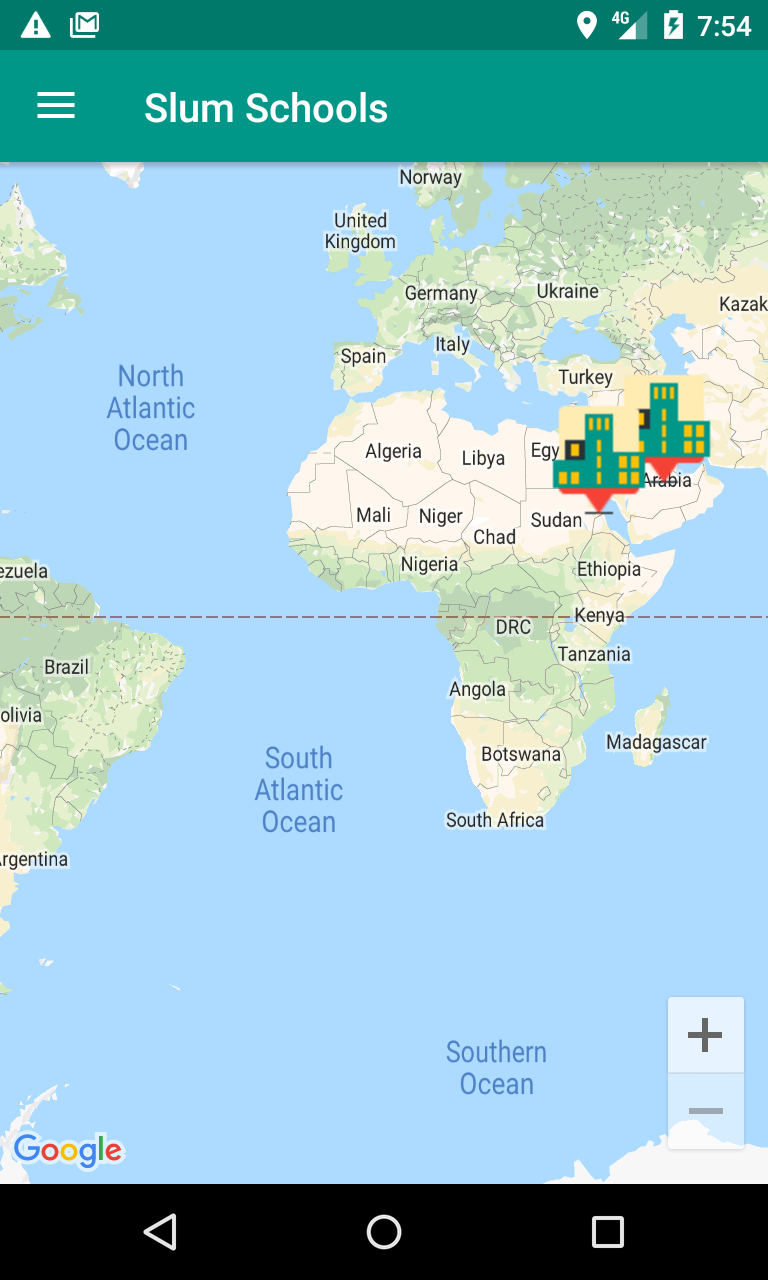 4G 7:54
Slum Schools
Norway
United
Kingdom
Germany
Ukraine
Kazak
Italy
Spain
North
Atlantic
Ocean
Turkey
Algeria
Libya
Egy
Arabia
Mali
Niger
Sudan
Chad
Nigeria
Ethiopia
ezuela
Kenya
DRC
Tanzania
Brazil
Angola
olivia
Madagascar
Botswana
South
Atlantic
Ocean
South Africa
Argentina
Southern
Ocean
Google